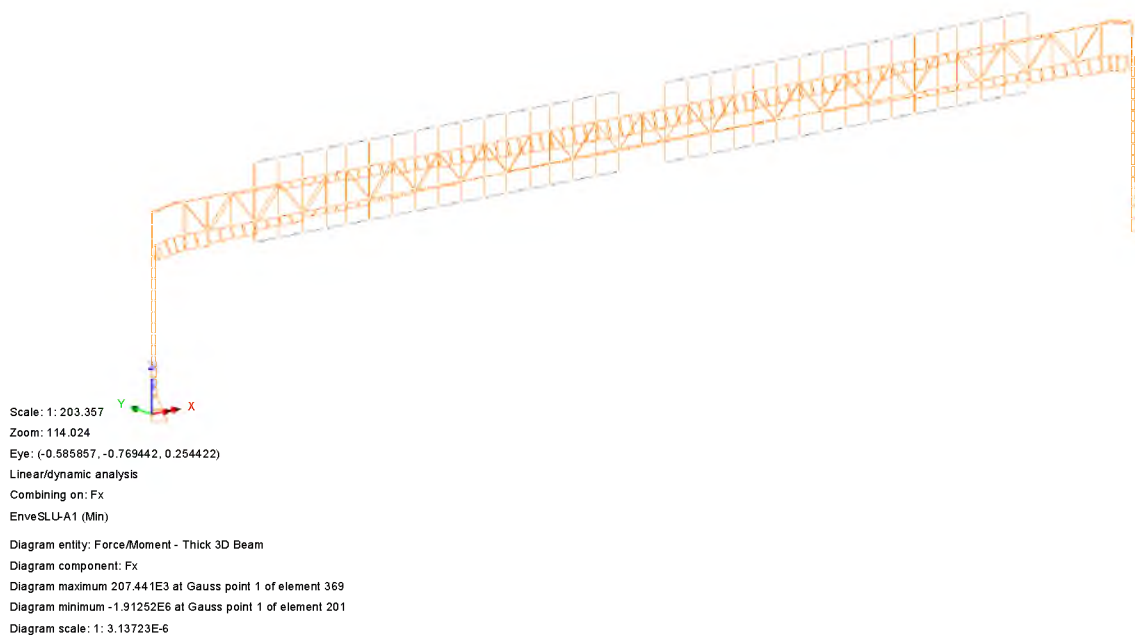 Scale: 1: 203.357
Y
X
Zoom: 114.024
Eye: (-0.585857, -0.769442, 0.254422)
Linear/dynamic analysis
Combining on: Fx
EnveSLU-A1 (Min)
Diagram entity: Force/Moment - Thick 3D Beam
Diagram component: Fx
Diagram maximum 207.441E3 at Gauss point 1 of element 369
Diagram minimum -1.91252E6 at Gauss point 1 of element 201
Diagram scale: 1: 3.13723E-6